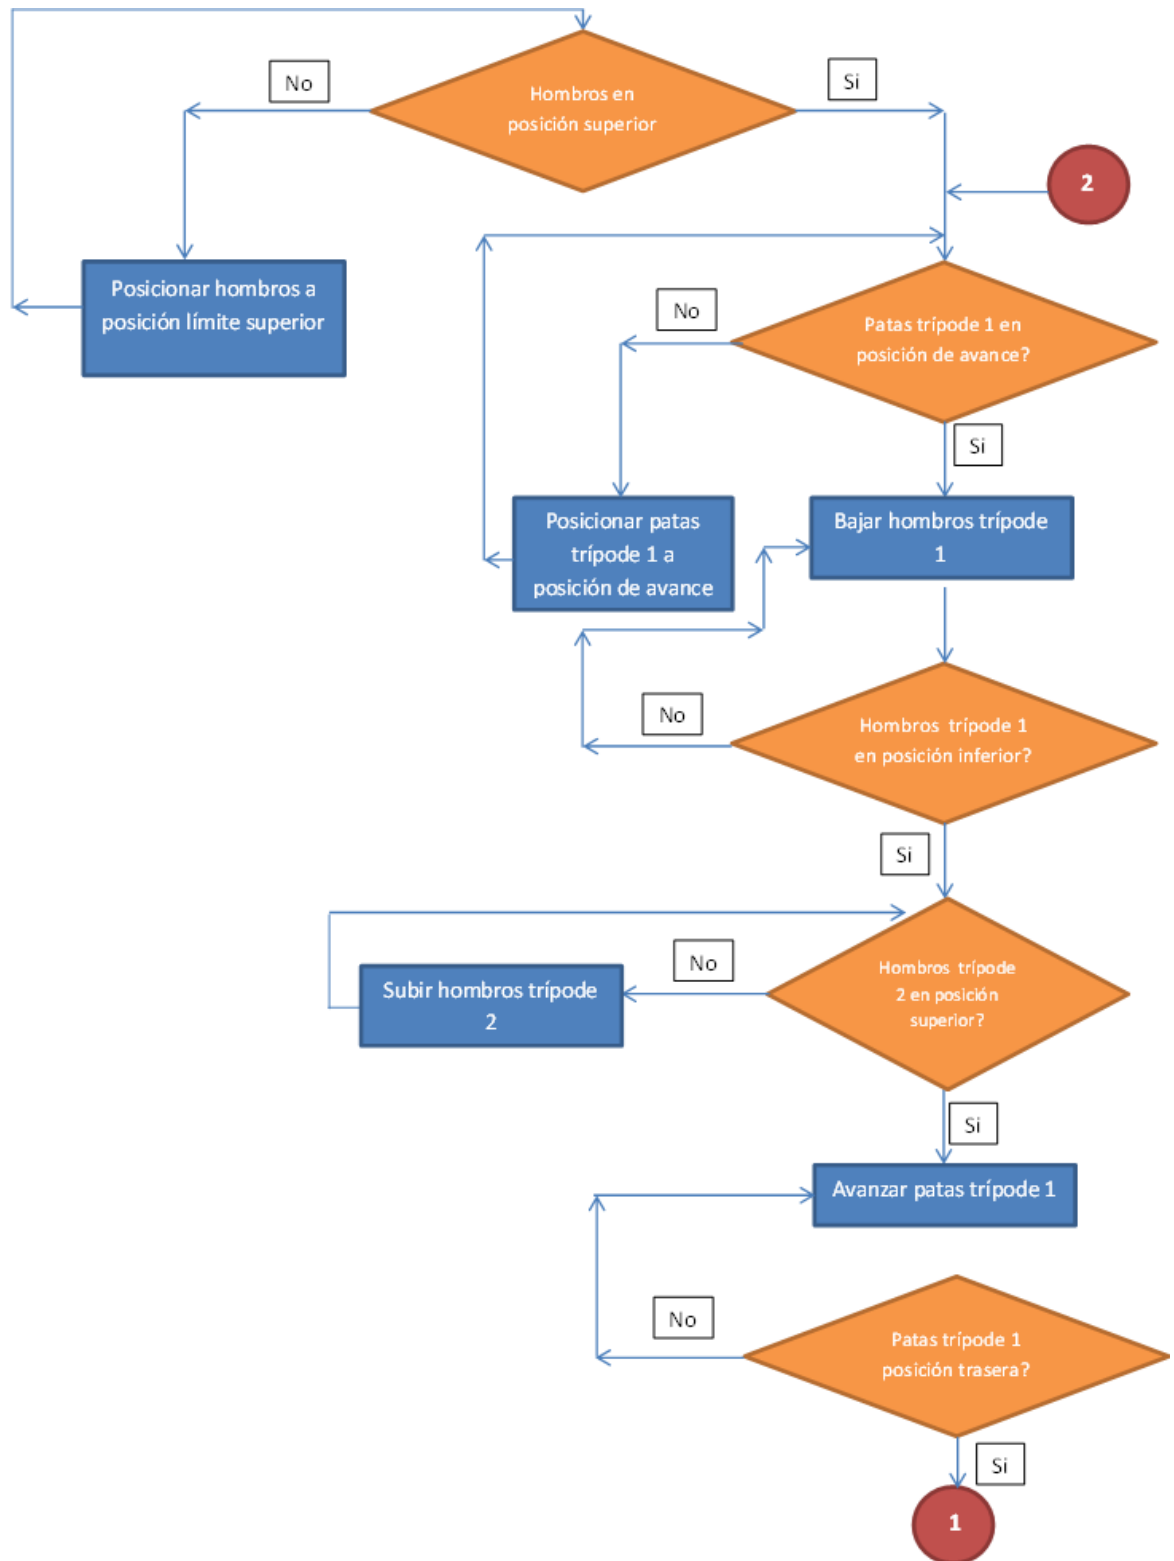 No
Si
Hombros en
posición superior
2
Posicionar hombros a
posición límite superior
No
Patas trípode 1 en
posición de avance?
Si
Posicionar patas
trípode 1 a
posición de avance
Bajar hombros trípode
1
No
Hombros trípode 1
en posición inferior?
Si
No
Hombros trípode
2 en posición
superior?
Subir hombros trípode
2
Si
Avanzar patas trípode 1
No
Patas trípode 1
posición trasera?
Si
1